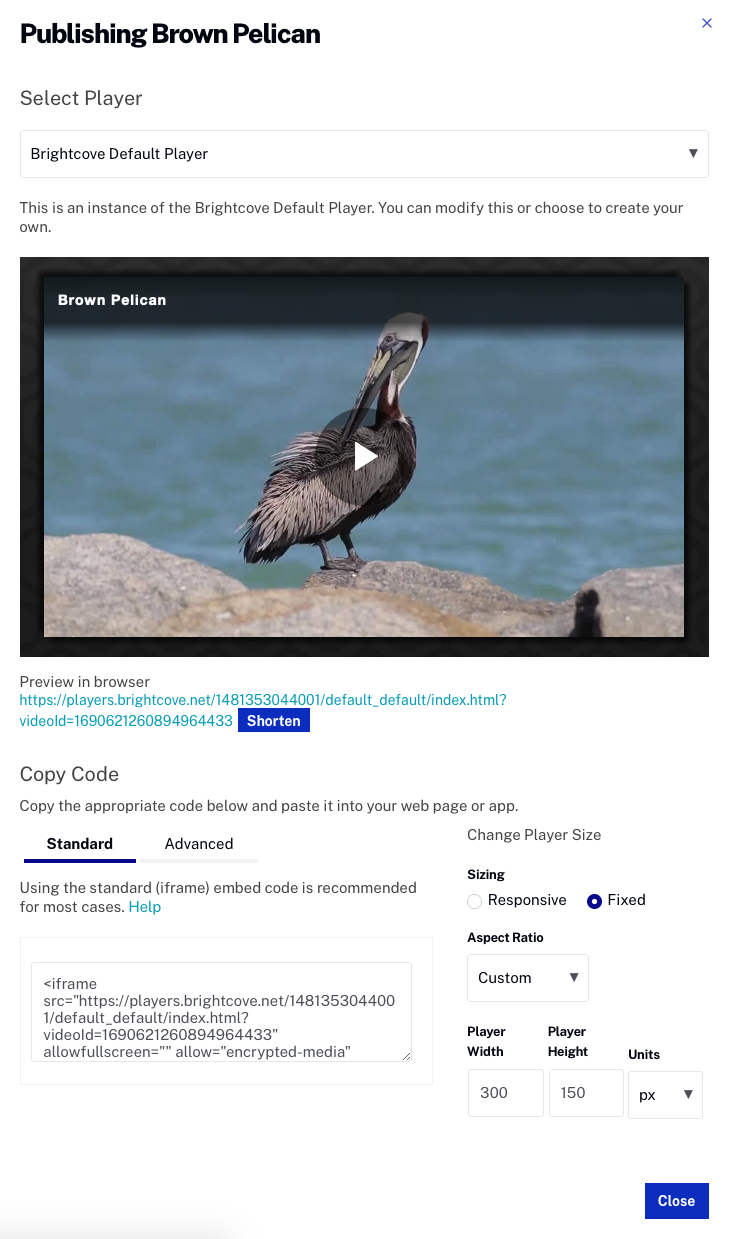 Publishing Brown Pelican
Select Player
Brightcove Default Player
This is an instance of the Brightcove Default Player. You can modify this or choose to create your
own.
Brown Pelican
Preview in browser
https://players.brightcove.net/1481353044001/default_default/index.html?
videoId=1690621260894964433 Shorten
Copy Code
Copy the appropriate code below and paste it into your web page or app.
Standard Advanced
Using the standard (iframe) embed code is recommended
for most cases. Help
<iframe
src="https://players.brightcove.net/148135304400
1/default_default/index.html?
videoId=1690621260894964433"
allowfullscreen="" allow="encrypted-media"
Change Player Size
Sizing
Responsive Fixed
Aspect Ratio
Custom
Player
Width
Player
Height
Units
300 150 px
Close